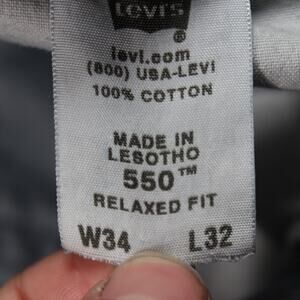 LEVI'S
®
levi.com
(800) USA-LEVI
100% COTTON
MADE IN
LESOTHO
550™
RELAXED FIT
W34 L32